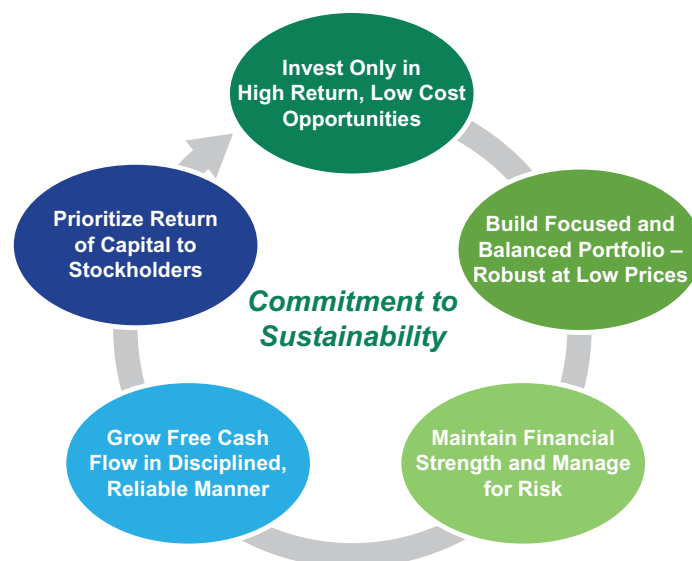 Invest Only in
High Return, Low Cost
Opportunities
Build Focused and
Balanced Portfolio –
Robust at Low Prices
Maintain Financial
Strength and Manage
for Risk
Grow Free Cash
Flow in Disciplined,
Reliable Manner
Prioritize Return
of Capital to
Stockholders
Commitment to
Sustainability